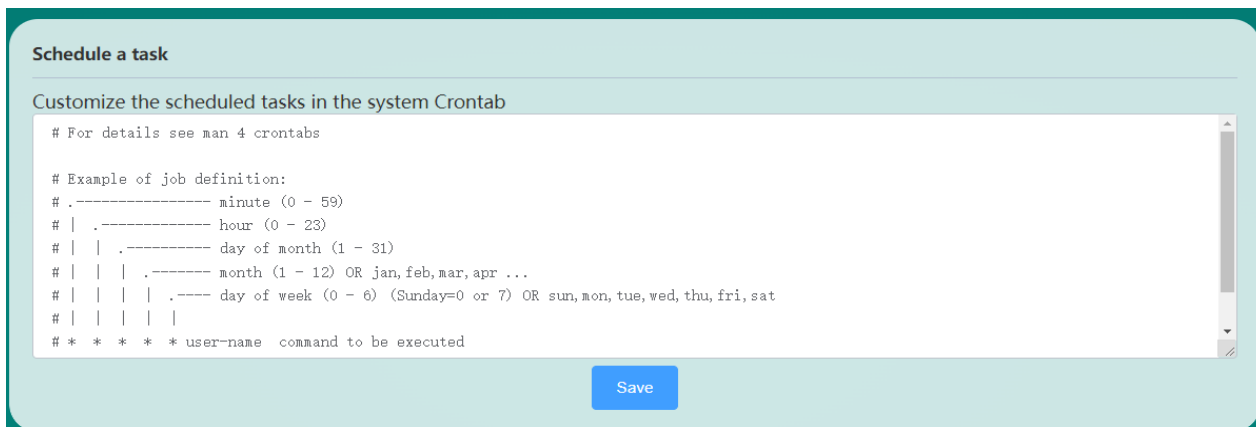 Schedule a task
Customize the scheduled tasks in the system Crontab
# For details see man 4 crontabs
# Example of job definition:
# .---------------- minute (0 - 59)
# |  .------------- hour (0 - 23)
# |  |  .---------- day of month (1 - 31)
# |  |  |  .------- month (1 - 12) OR jan,feb,mar,apr ...
# |  |  |  |  .---- day of week (0 - 6) (Sunday=0 or 7) OR sun,mon,tue,wed,thu,fri,sat
# |  |  |  |  |
# *  *  *  *  * user-name  command to be executed
Save